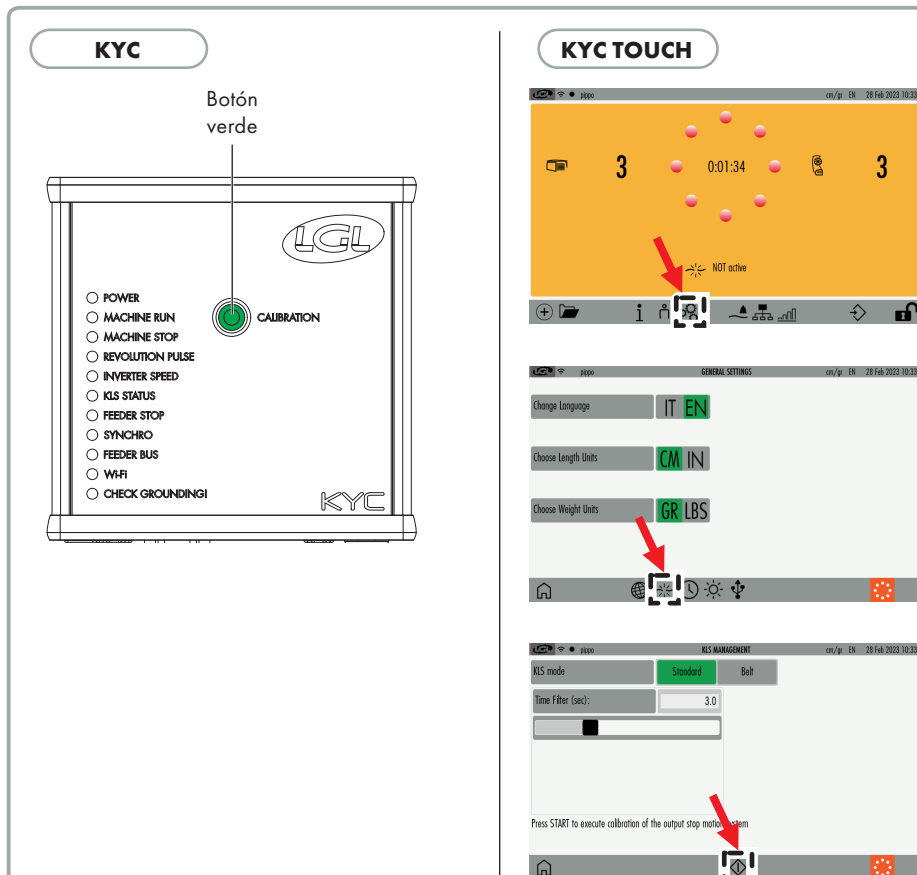 KYC
Botón
verde
LGL
POWER
MACHINE RUN
MACHINE STOP
REVOLUTION PULSE
INVERTER SPEED
KLS STATUS
FEEDER STOP
SYNCHRO
FEEDER BUS
Wi-Fi
CHECK GROUNDING!
CALIBRATION
KYC
KYC TOUCH
LGL pippo cm/gr EN 28 Feb 2023 10:33
3 0:01:34 3
NOT active
LGL pippo GENERAL SETTINGS cm/gr EN 28 Feb 2023 10:33
Change Language IT EN
Choose Length Units CM IN
Choose Weight Units GR LBS
LGL pippo KLS MANAGEMENT cm/gr EN 28 Feb 2023 10:33
KLS mode Standard Belt
Time Filter (sec): 3.0
Press START to execute calibration of the output stop motion system